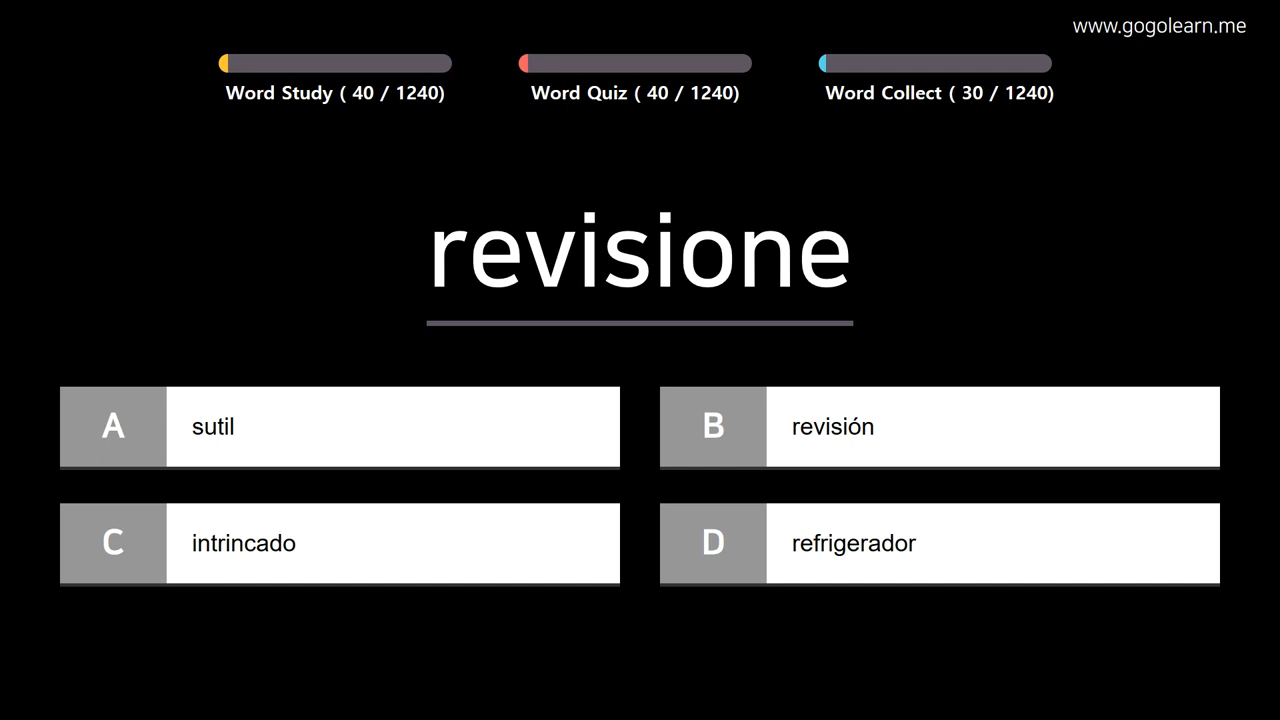 www.gogolearn.me
Word Study ( 40 / 1240)
Word Quiz ( 40 / 1240)
Word Collect ( 30 / 1240)
revisione
A
sutil
B
revisión
C
intrincado
D
refrigerador